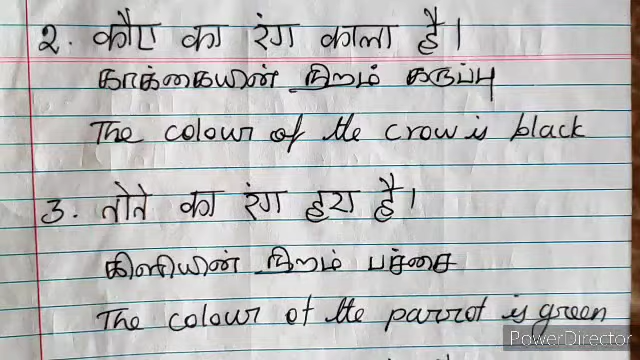 २. कौए का रंग काला है।
காக்கையின் நிறம் கருப்பு
The colour of the crow is black
3. तोते का रंग हरा है।
கிளியின் நிறம் பச்சை
The colour of the parrot is green
PowerDirector